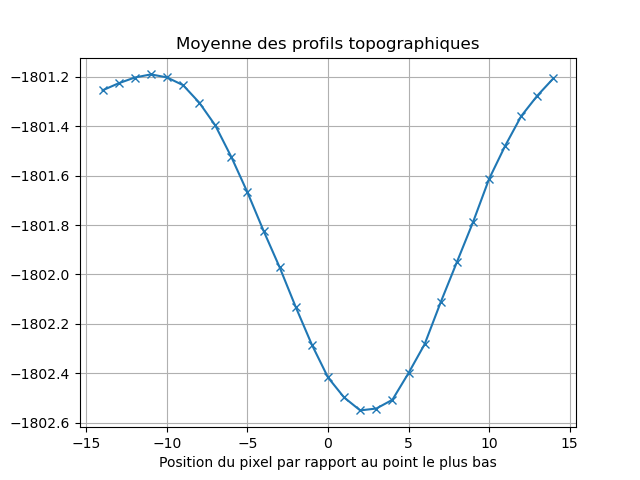 Moyenne des profils topographiques
−1801.2
−1801.4
−1801.6
−1801.8
−1802.0
−1802.2
−1802.4
−1802.6
−15 −10 −5 0 5 10 15
Position du pixel par rapport au point le plus bas